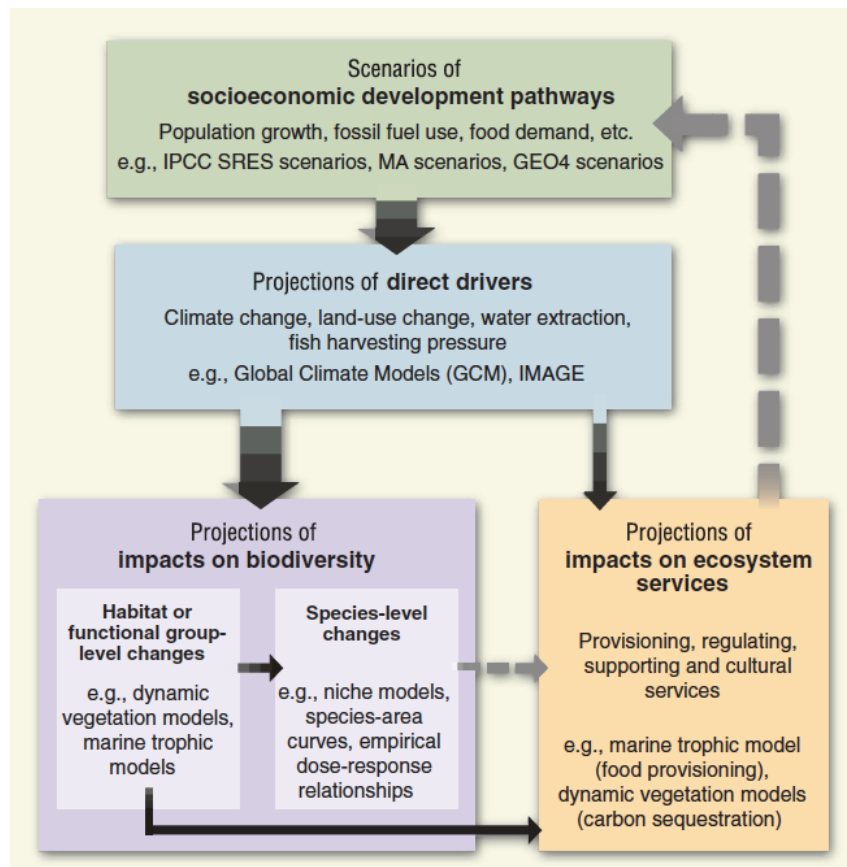 Scenarios of
socioeconomic development pathways
Population growth, fossil fuel use, food demand, etc.
e.g., IPCC SRES scenarios, MA scenarios, GEO4 scenarios
Projections of direct drivers
Climate change, land-use change, water extraction,
fish harvesting pressure
e.g., Global Climate Models (GCM), IMAGE
Projections of
impacts on biodiversity
Habitat or
functional group-
level changes
e.g., dynamic
vegetation models,
marine trophic
models
Species-level
changes
e.g., niche models,
species-area
curves, empirical
dose-response
relationships
Projections of
impacts on ecosystem
services
Provisioning, regulating,
supporting and cultural
services
e.g., marine trophic model
(food provisioning),
dynamic vegetation models
(carbon sequestration)